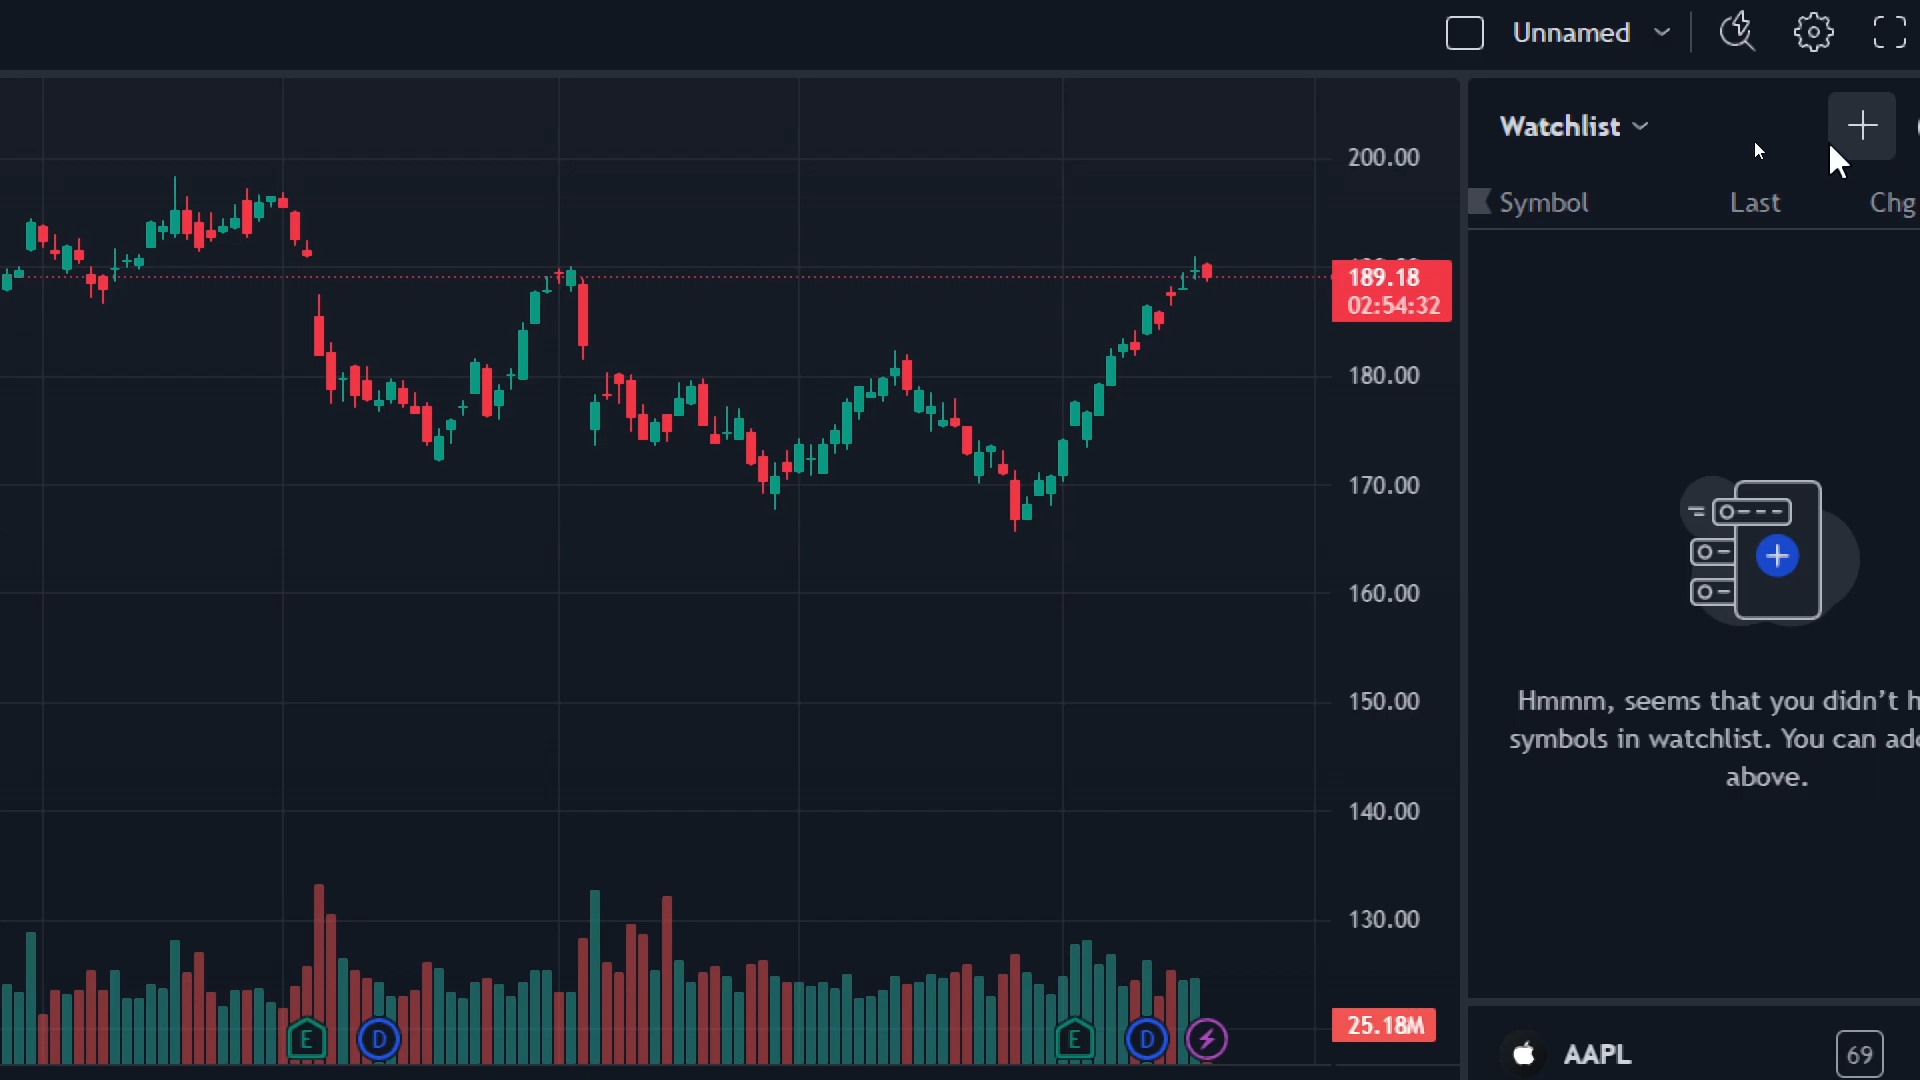 Unnamed
Watchlist
Symbol Last Chg
200.00
189.18
02:54:32
180.00
170.00
160.00
150.00
140.00
130.00
25.18M
Hmmm, seems that you didn't h
symbols in watchlist. You can ad
above.
E D E D
AAPL 69